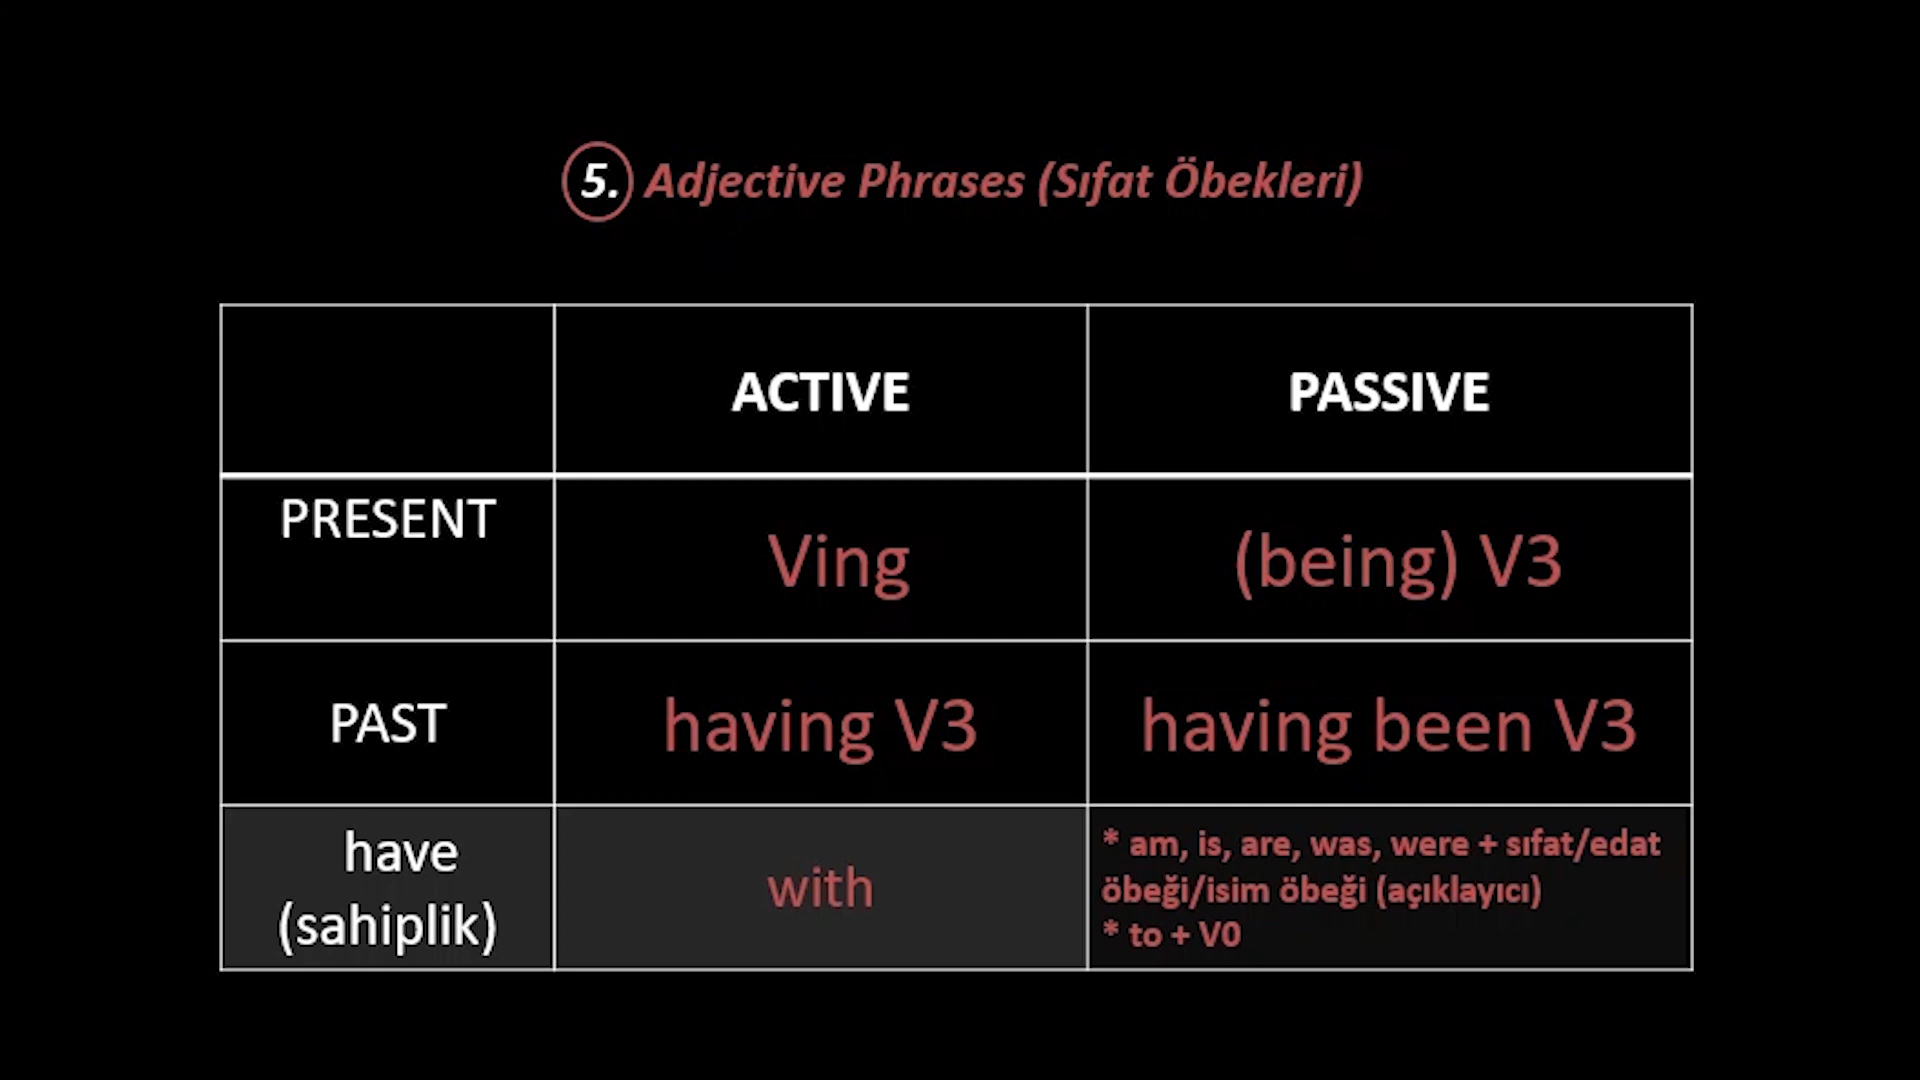 5. Adjective Phrases (Sıfat Öbekleri)
ACTIVE
PASSIVE
PRESENT
Ving
(being) V3
PAST
having V3
having been V3
have
(sahiplik)
with
* am, is, are, was, were + sıfat/edat
öbeği/isim öbeği (açıklayıcı)
* to + V0